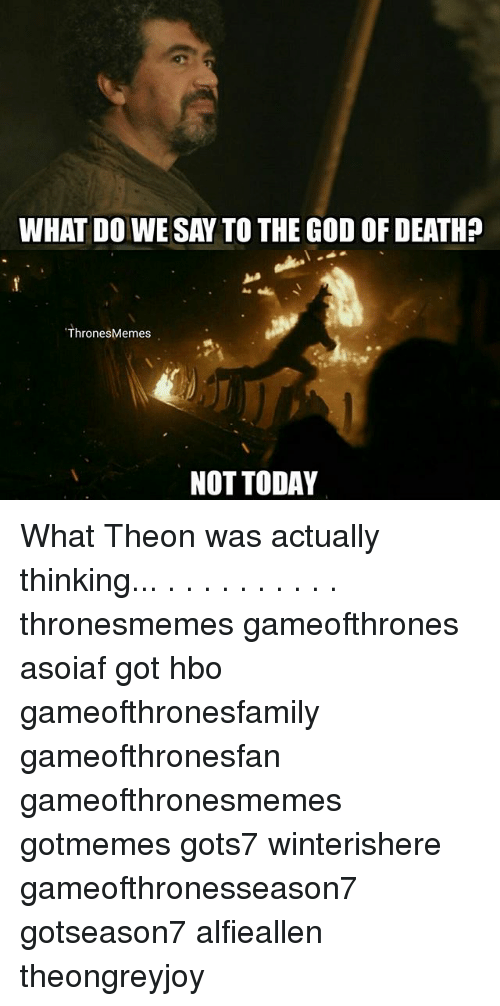 WHAT DO WE SAY TO THE GOD OF DEATH?
'ThronesMemes
NOT TODAY
What Theon was actually
thinking... . . . . . . . . . . .
thronesmemes gameofthrones
asoiaf got hbo
gameofthronesfamily
gameofthronesfan
gameofthronesmemes
gotmemes gots7 winterishere
gameofthronesseason7
gotseason7 alfieallen
theongreyjoy